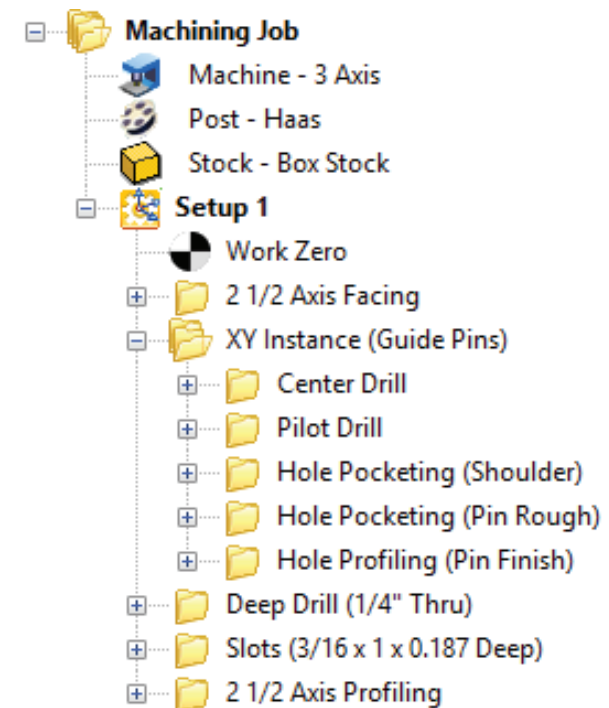 Machining Job
Machine - 3 Axis
Post - Haas
Stock - Box Stock
Setup 1
Work Zero
2 1/2 Axis Facing
XY Instance (Guide Pins)
Center Drill
Pilot Drill
Hole Pocketing (Shoulder)
Hole Pocketing (Pin Rough)
Hole Profiling (Pin Finish)
Deep Drill (1/4" Thru)
Slots (3/16 x 1 x 0.187 Deep)
2 1/2 Axis Profiling